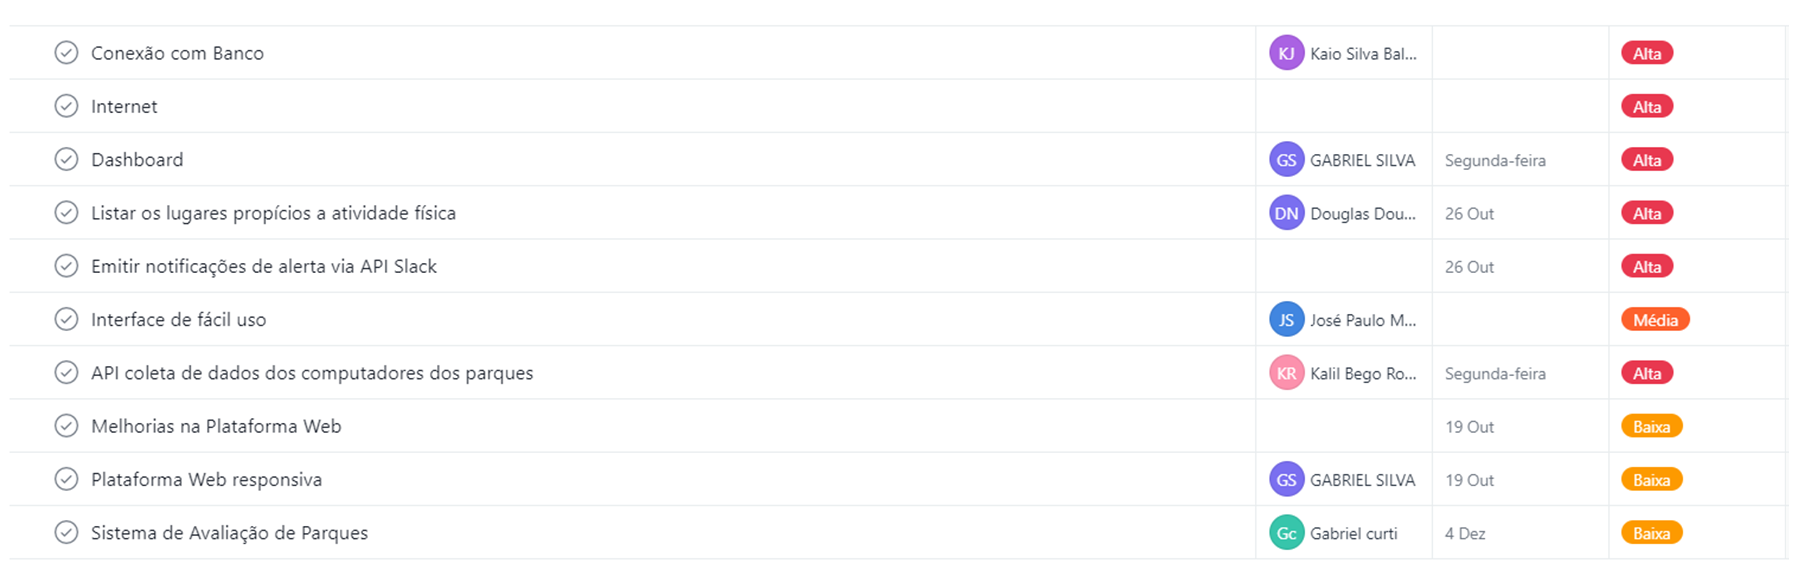 Conexão com Banco KJ Kaio Silva Bal... Alta
Internet Alta
Dashboard GS GABRIEL SILVA Segunda-feira Alta
Listar os lugares propícios a atividade física DN Douglas Dou... 26 Out Alta
Emitir notificações de alerta via API Slack 26 Out Alta
Interface de fácil uso JS José Paulo M... Média
API coleta de dados dos computadores dos parques KR Kalil Bego Ro... Segunda-feira Alta
Melhorias na Plataforma Web 19 Out Baixa
Plataforma Web responsiva GS GABRIEL SILVA 19 Out Baixa
Sistema de Avaliação de Parques Gc Gabriel curti 4 Dez Baixa